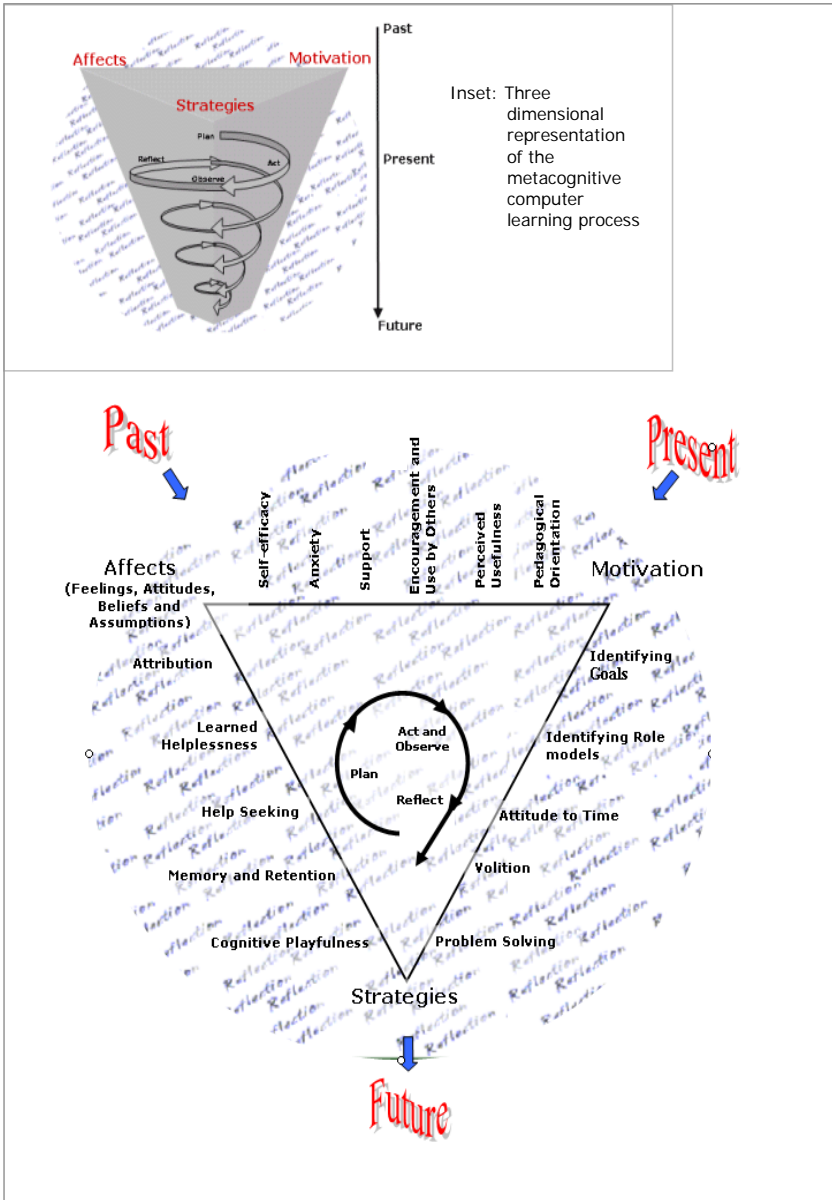 Past
Affects
Motivation
Strategies
Plan
Reflect
Act
Observe
Present
Future
Inset: Three
dimensional
representation
of the
metacognitive
computer
learning process
Past
Present
Self-efficacy
Anxiety
Support
Encouragement and
Use by Others
Perceived
Usefulness
Pedagogical
Orientation
Affects
(Feelings, Attitudes,
Beliefs and
Assumptions)
Motivation
Attribution
Identifying
Goals
Learned
Helplessness
Act and
Observe
Identifying Role
models
Plan
Reflect
Help Seeking
Attitude to Time
Memory and Retention
Volition
Cognitive Playfulness
Problem Solving
Strategies
Future
Reflection